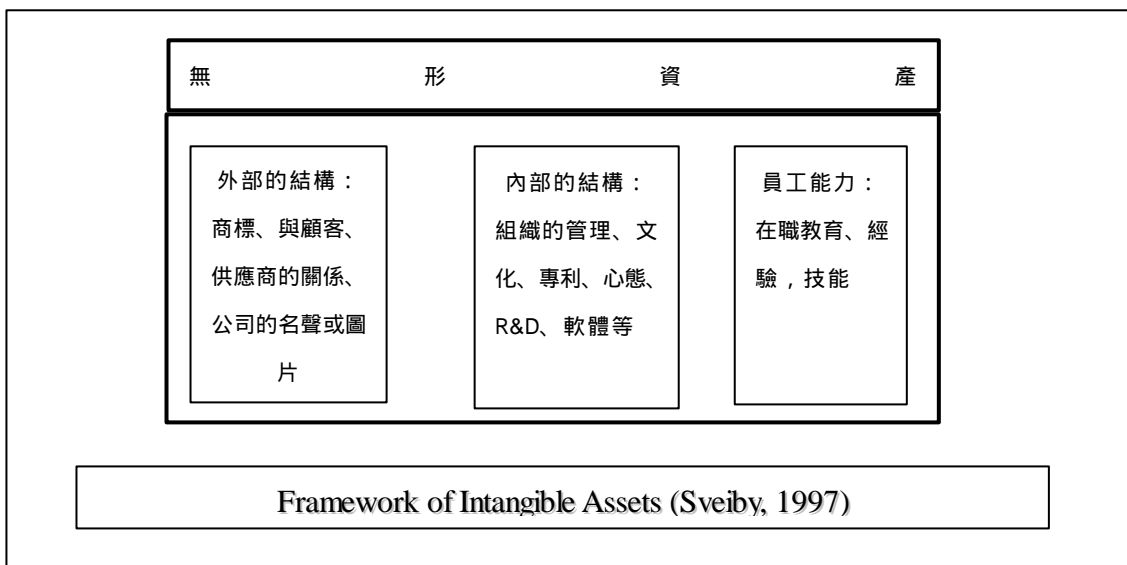 無形資產
外部的結構：
商標、與顧客、
供應商的關係、
公司的名聲或圖
片
內部的結構：
組織的管理、文
化、專利、心態、
R&D、軟體等
員工能力：
在職教育、經
驗，技能
Framework of Intangible Assets (Sveiby, 1997)